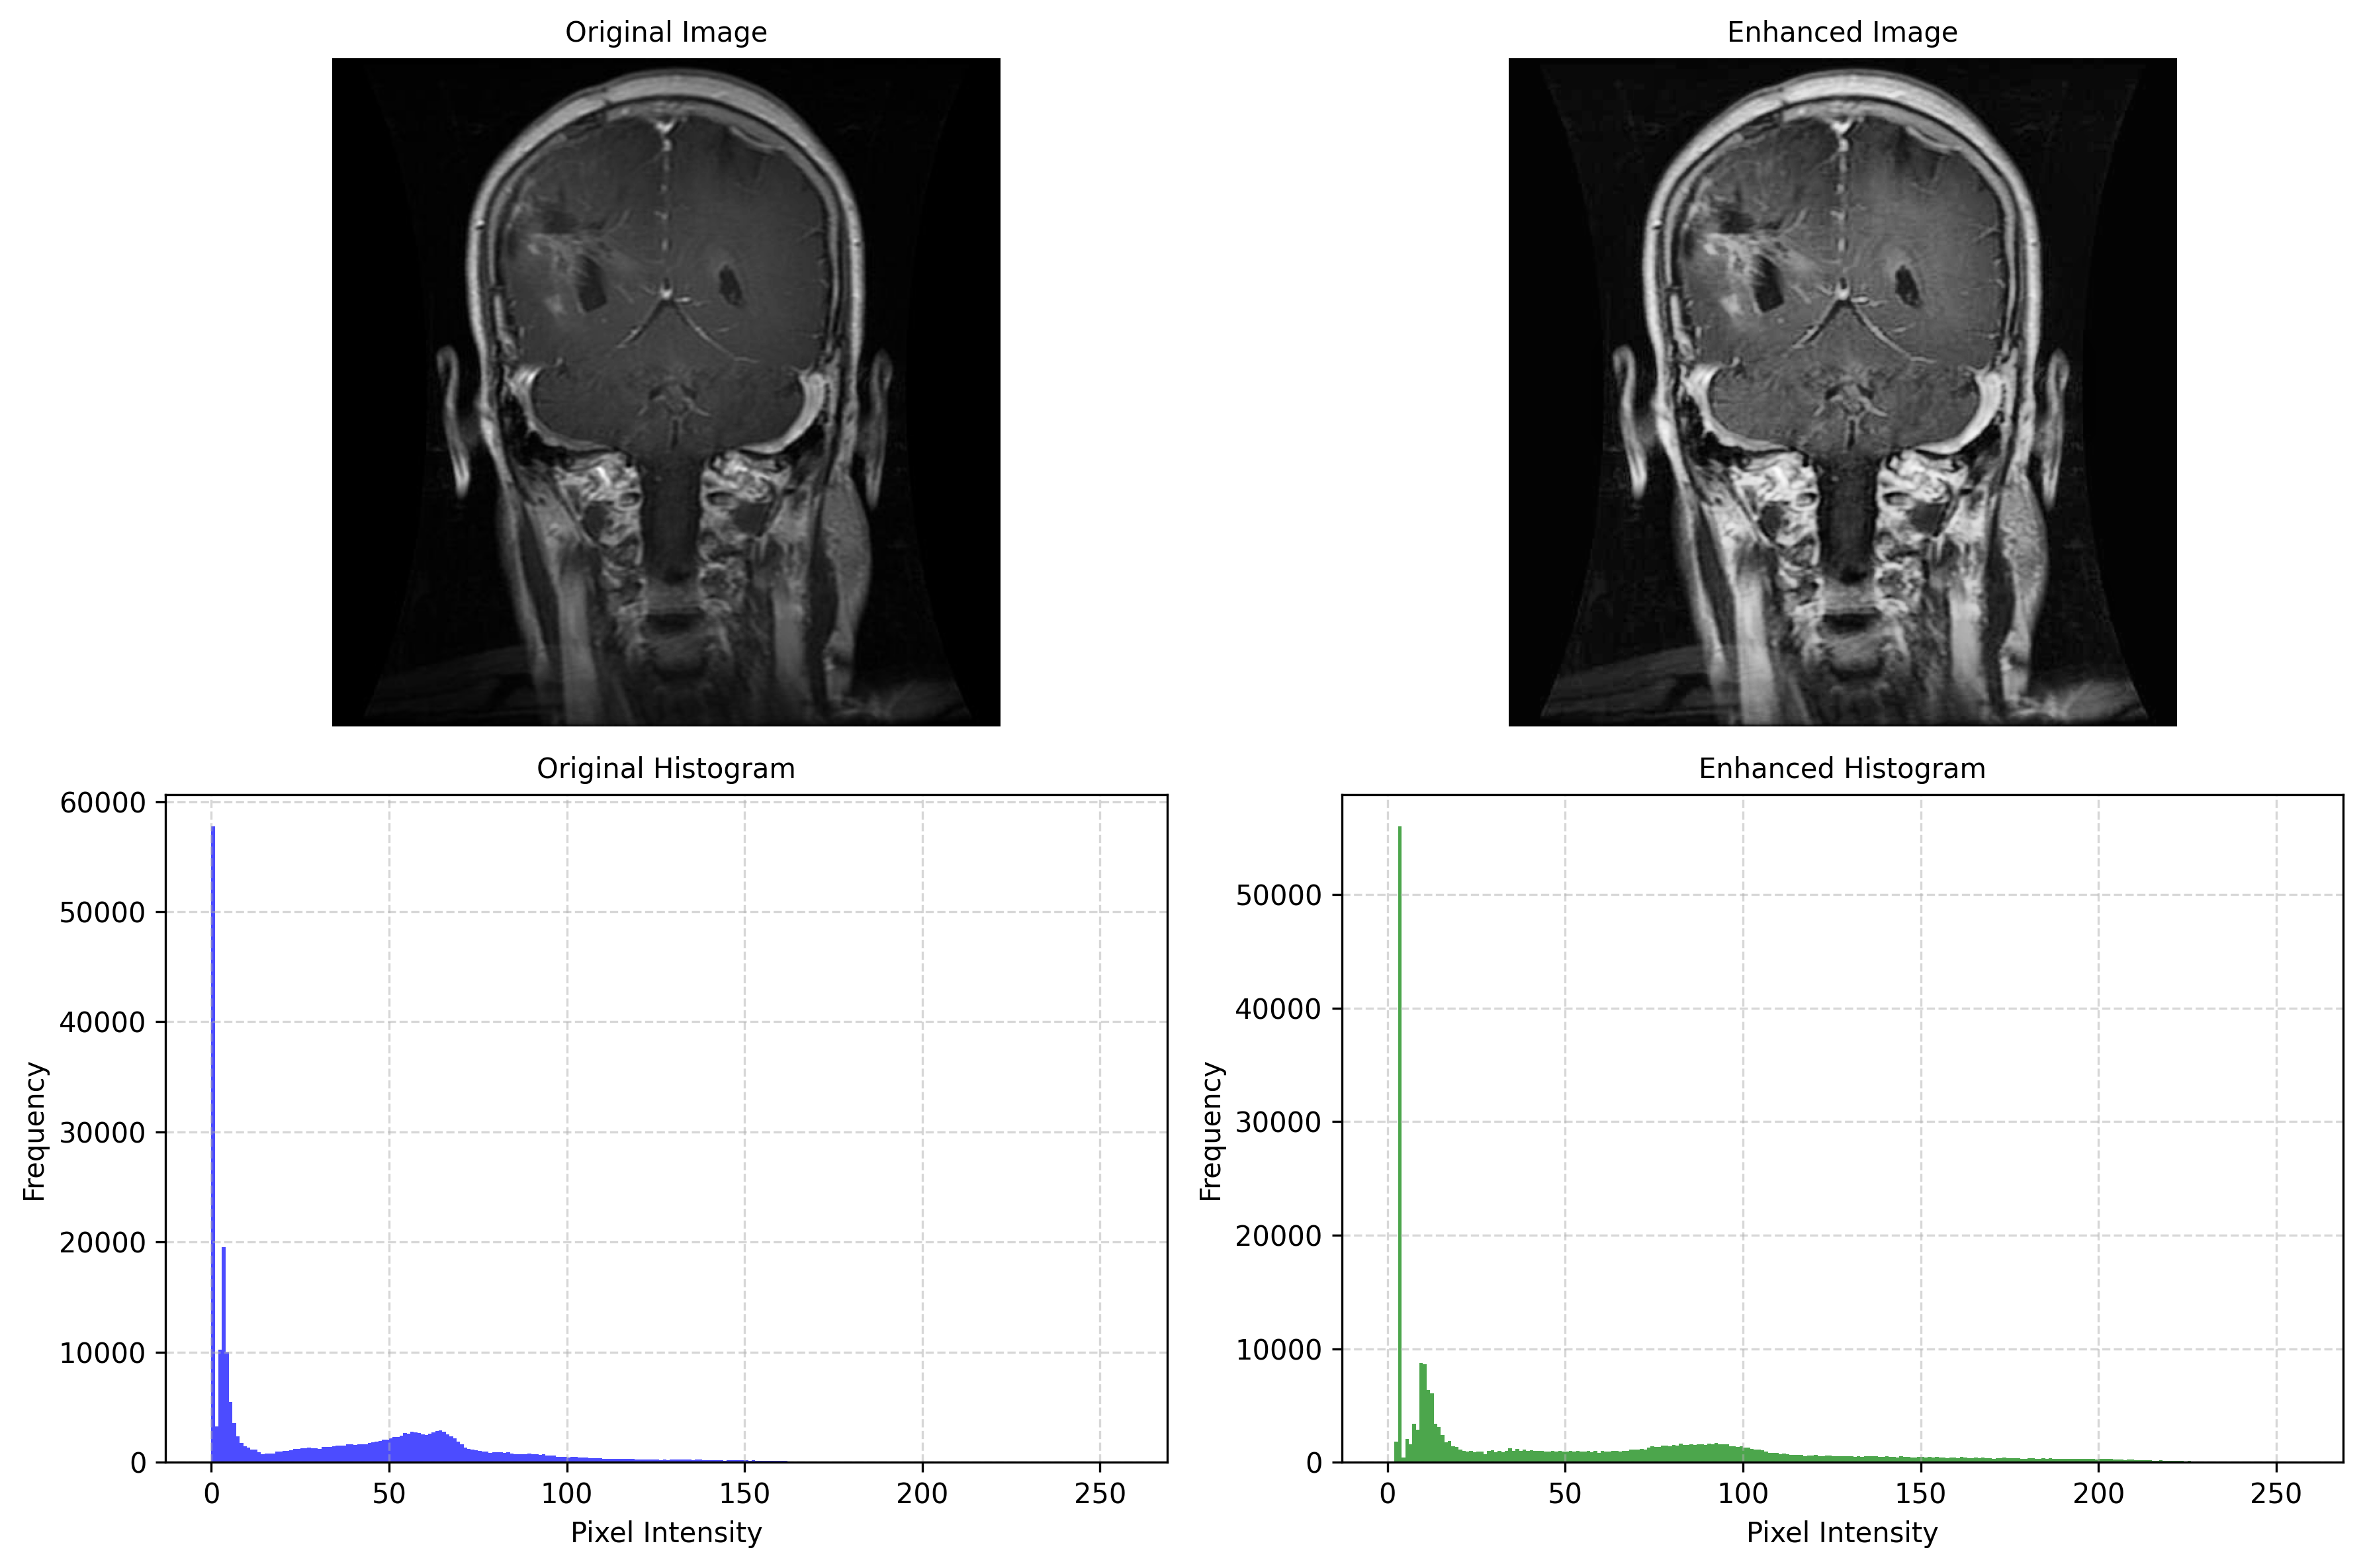 Original Image
Enhanced Image
Original Histogram
Enhanced Histogram
60000
50000
40000
30000
20000
10000
0
Frequency
0 50 100 150 200 250
Pixel Intensity
50000
40000
30000
20000
10000
0
Frequency
0 50 100 150 200 250
Pixel Intensity